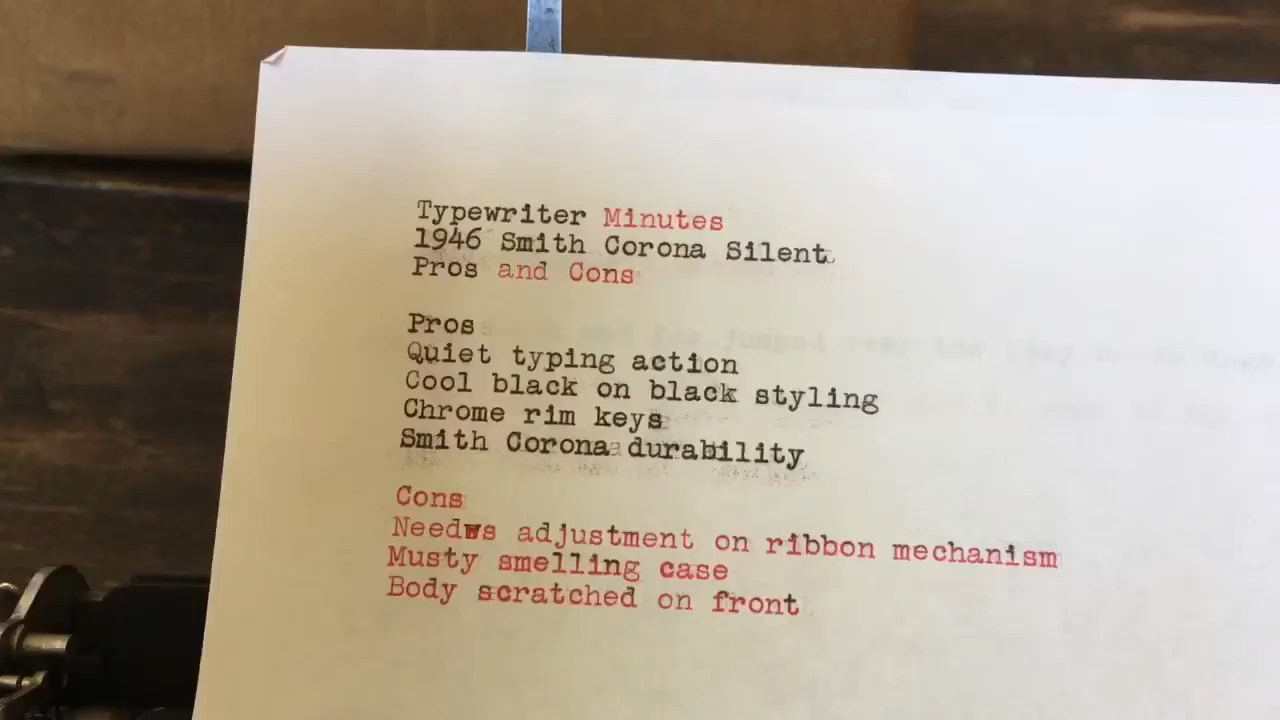 Typewriter Minutes
1946 Smith Corona Silent
Pros and Cons
Pros
Quiet typing action
Cool black on black styling
Chrome rim keys
Smith Corona durability
Cons
Needws adjustment on ribbon mechanism
Musty smelling case
Body scratched on front